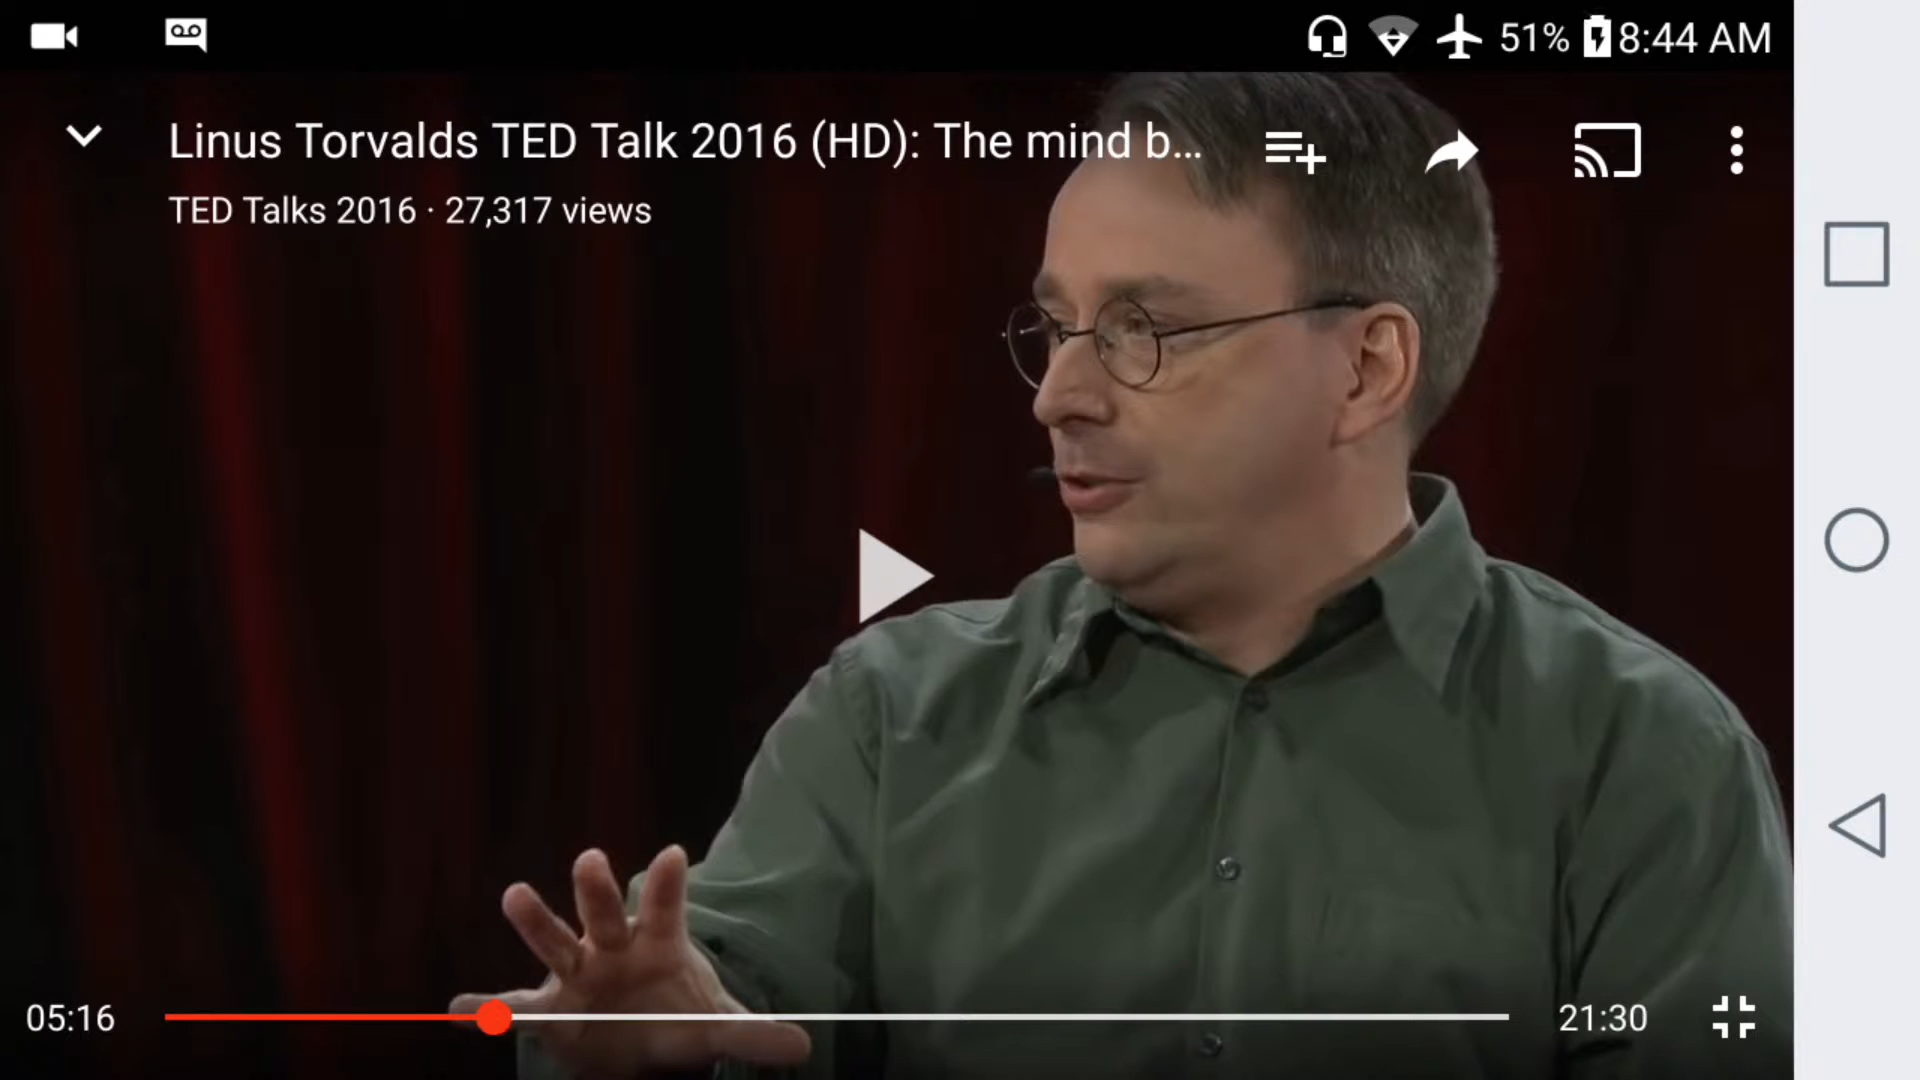 51% 8:44 AM
Linus Torvalds TED Talk 2016 (HD): The mind b...
TED Talks 2016 · 27,317 views
05:16 21:30